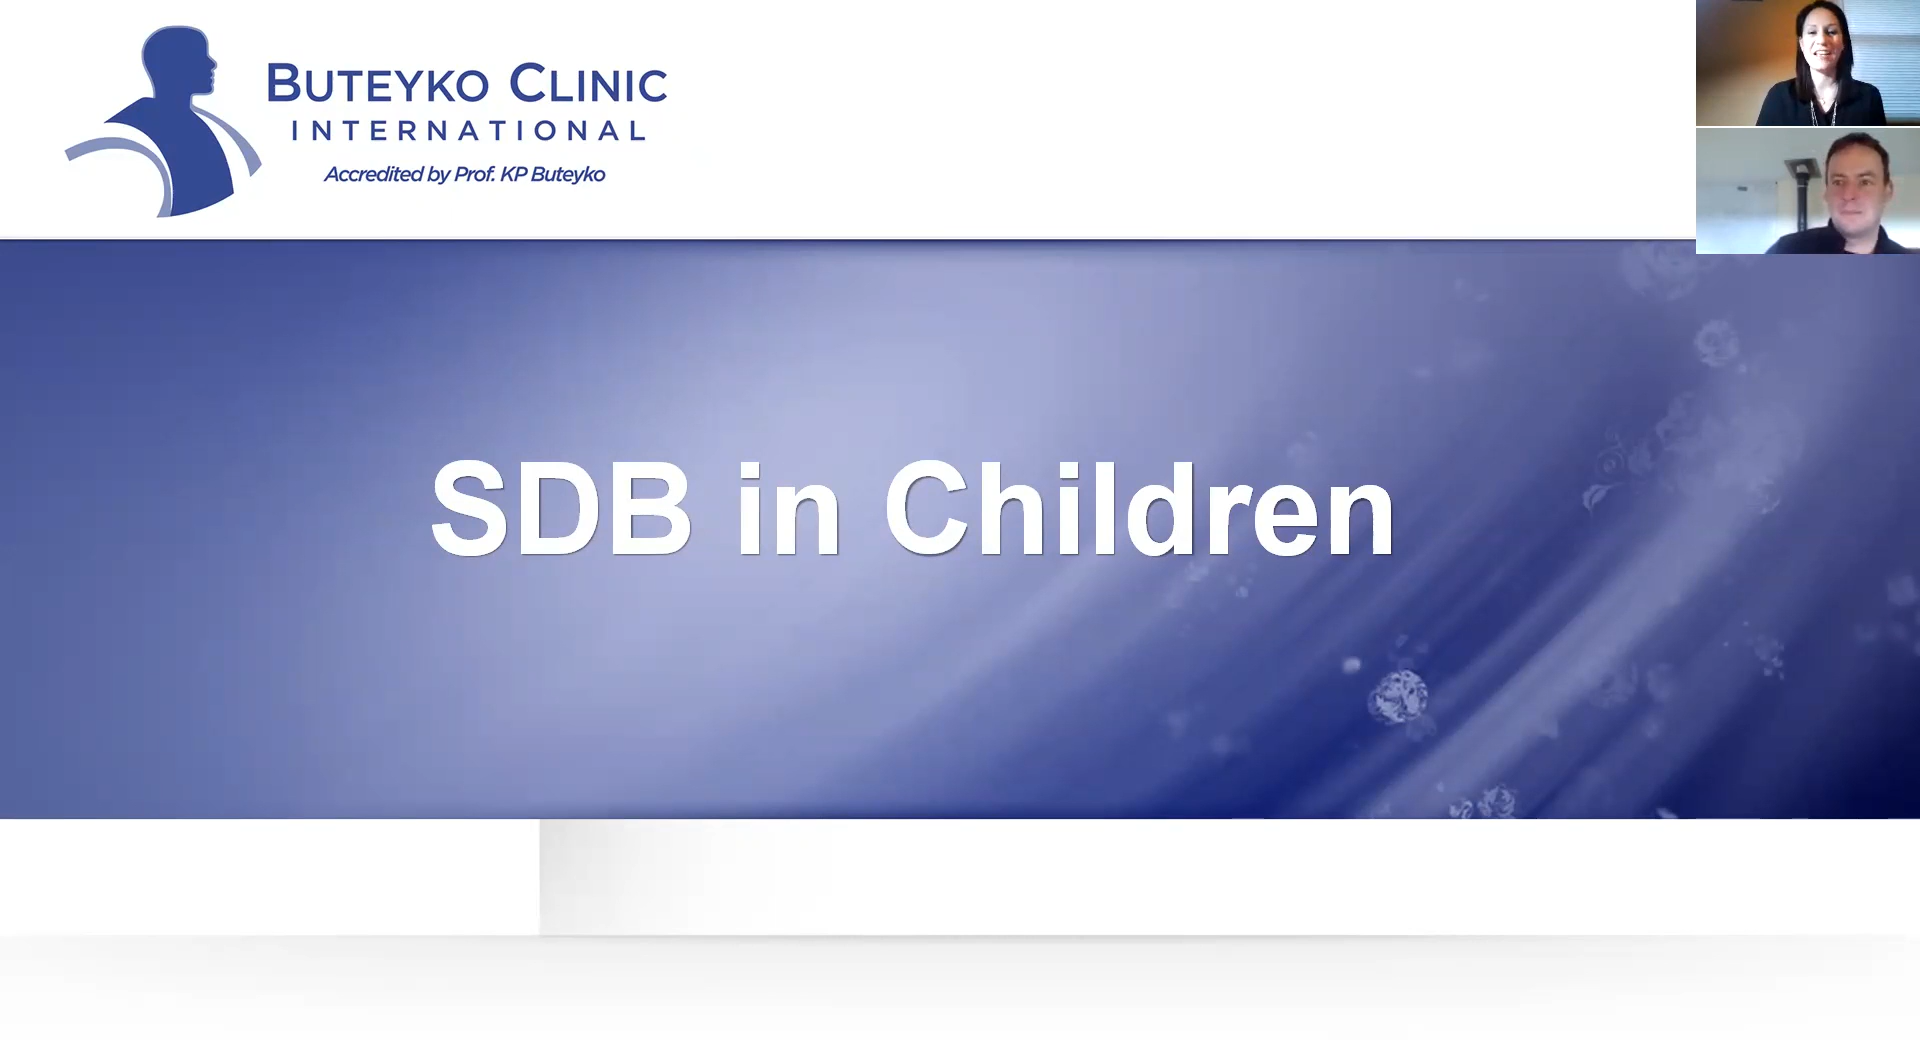 BUTEYKO CLINIC
INTERNATIONAL
Accredited by Prof. KP Buteyko
SDB in Children